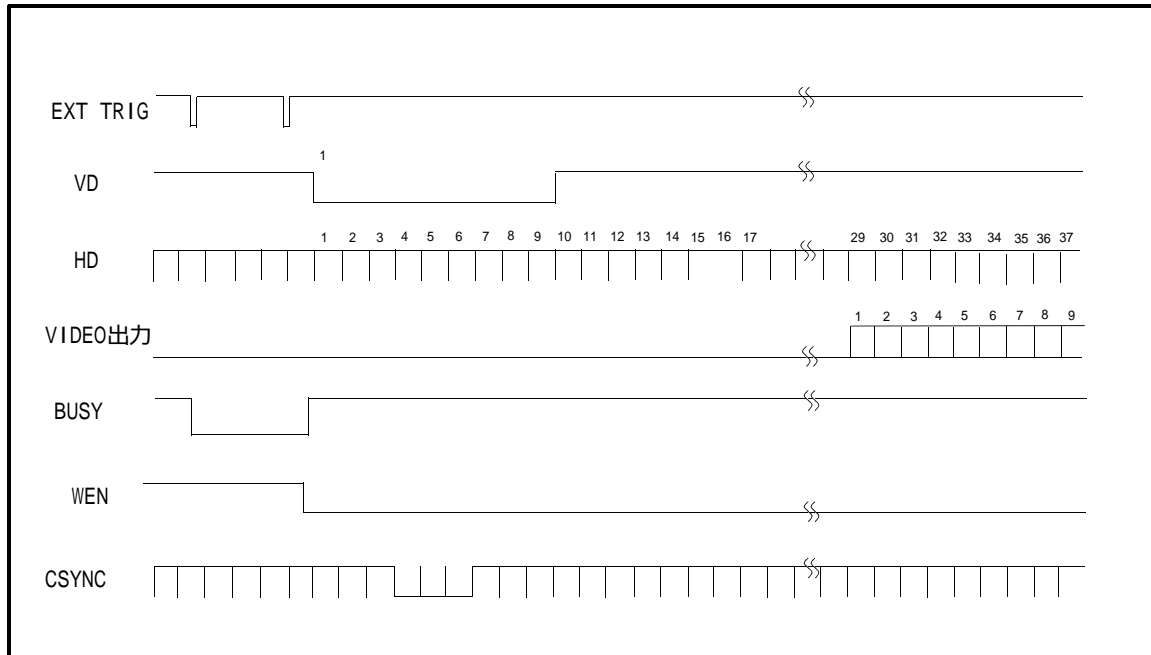 EXT TRIG
1
VD
1 2 3 4 5 6 7 8 9 10 11 12 13 14 15 16 17 29 30 31 32 33 34 35 36 37
HD
1 2 3 4 5 6 7 8 9
VIDEO出力
BUSY
WEN
CSYNC